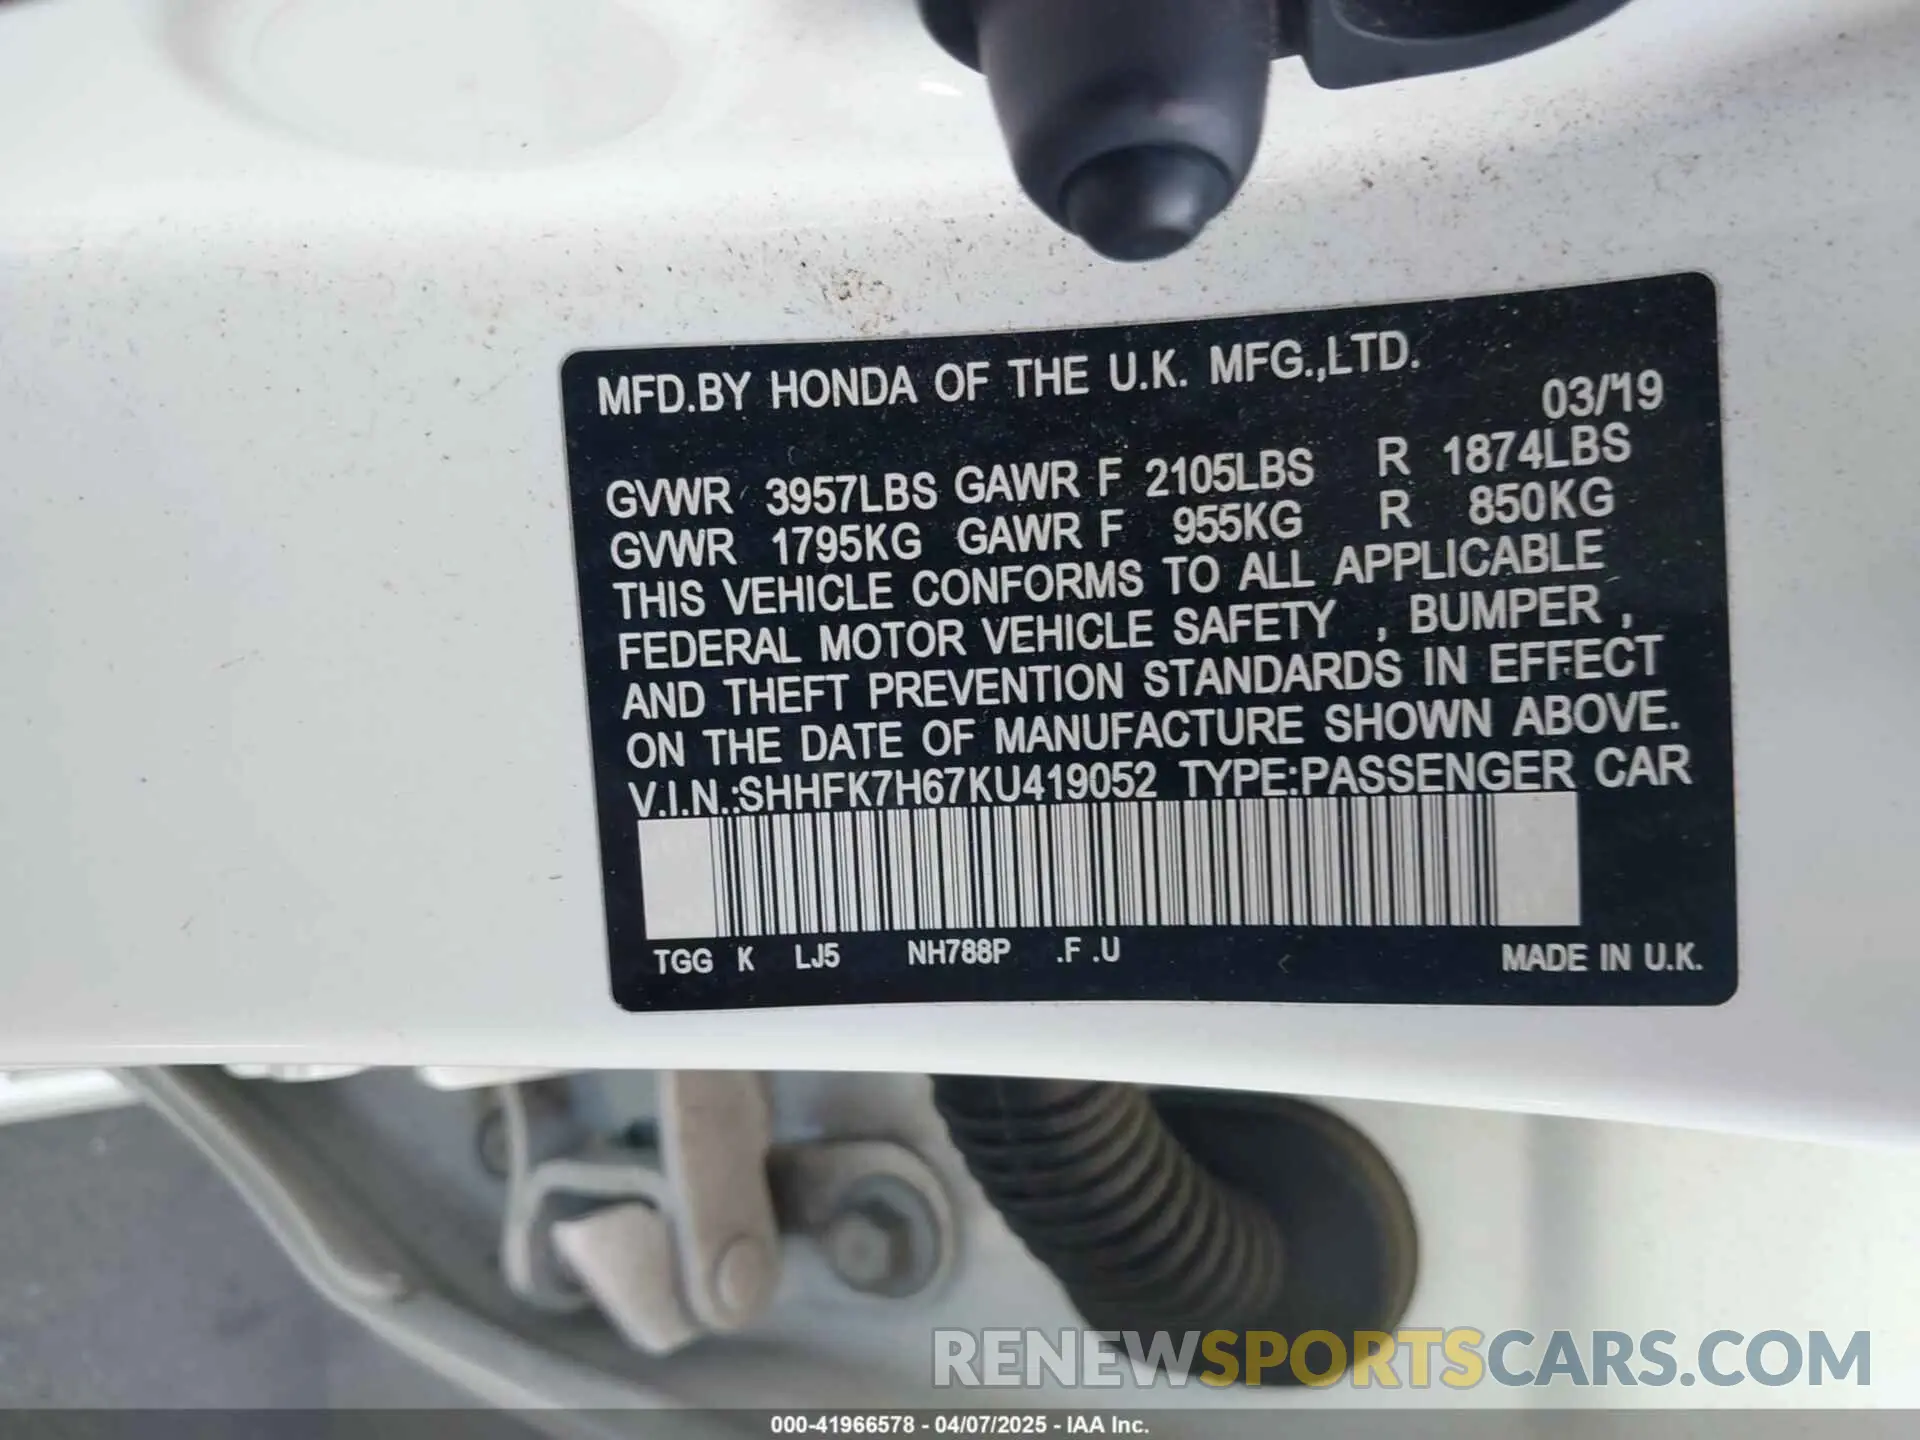 MFD.BY HONDA OF THE U.K. MFG.,LTD.
03/19
GVWR 3957LBS GAWR F 2105LBS R 1874LBS
GVWR 1795KG GAWR F 955KG R 850KG
THIS VEHICLE CONFORMS TO ALL APPLICABLE
FEDERAL MOTOR VEHICLE SAFETY , BUMPER ,
AND THEFT PREVENTION STANDARDS IN EFFECT
ON THE DATE OF MANUFACTURE SHOWN ABOVE.
V.I.N.:SHHFK7H67KU419052 TYPE:PASSENGER CAR
TGG K LJ5 NH788P .F .U MADE IN U.K.
RENEWSPORTSCARS.COM
000-41966578 - 04/07/2025 - IAA Inc.